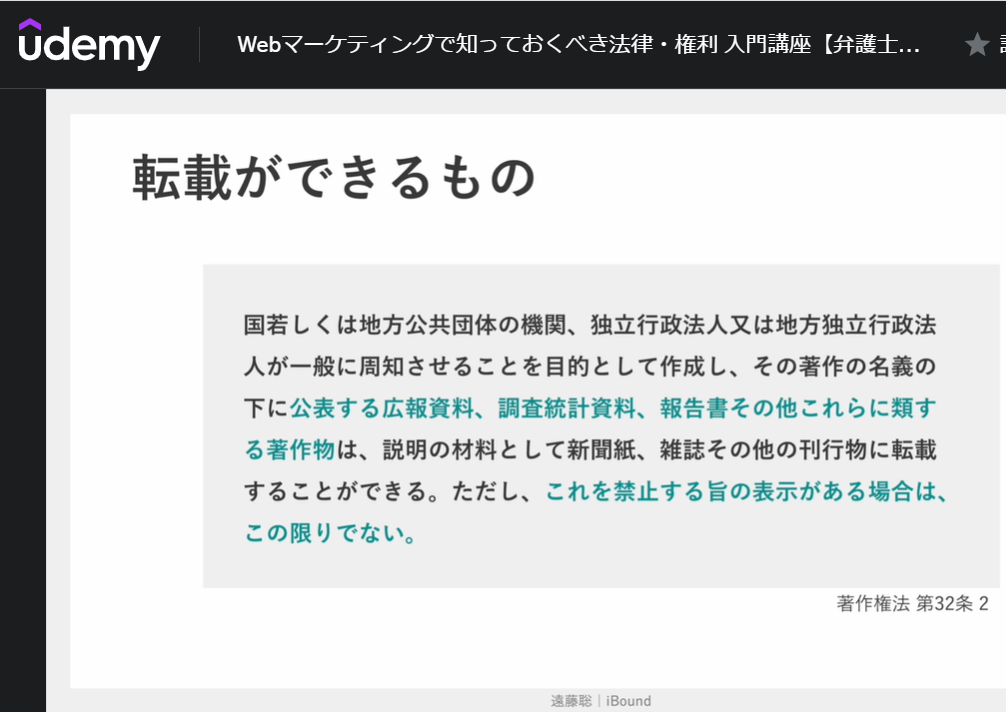 udemy
Webマーケティングで知っておくべき法律・権利 入門講座【弁護士…
転載ができるもの
国若しくは地方公共団体の機関、独立行政法人又は地方独立行政法
人が一般に周知させることを目的として作成し、その著作の名義の
下に公表する広報資料、調査統計資料、報告書その他これらに類す
る著作物は、説明の材料として新聞紙、雑誌その他の刊行物に転載
することができる。ただし、これを禁止する旨の表示がある場合は、
この限りでない。
著作権法 第32条 2
遠藤聡｜iBound